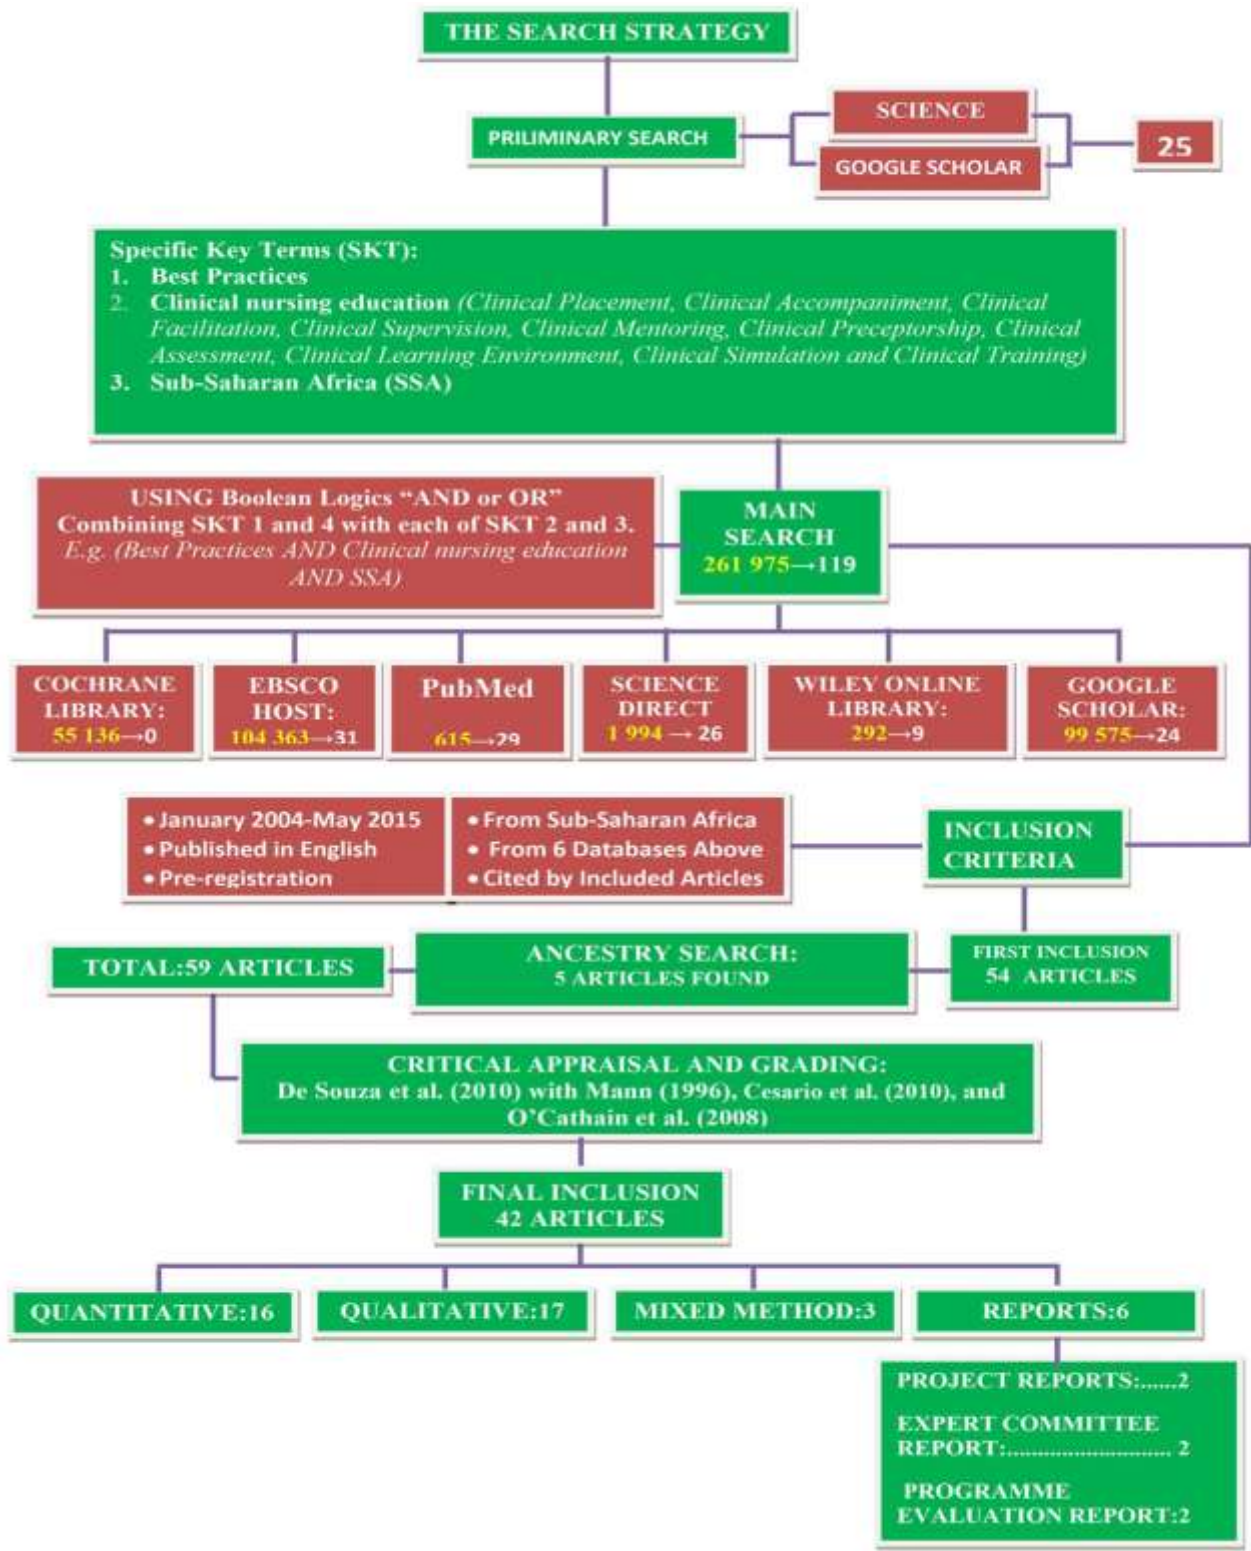 THE SEARCH STRATEGY
PRILIMINARY SEARCH
SCIENCE
GOOGLE SCHOLAR
25
Specific Key Terms (SKT):
1. Best Practices
2. Clinical nursing education (Clinical Placement, Clinical Accompaniment, Clinical
Facilitation, Clinical Supervision, Clinical Mentoring, Clinical Preceptorship, Clinical
Assessment, Clinical Learning Environment, Clinical Simulation and Clinical Training)
3. Sub-Saharan Africa (SSA)
USING Boolean Logics “AND or OR”
Combining SKT 1 and 4 with each of SKT 2 and 3.
E.g. (Best Practices AND Clinical nursing education
AND SSA)
MAIN
SEARCH
261 975→119
COCHRANE
LIBRARY:
55 136→0
EBSCO
HOST:
104 363→31
PubMed
615→29
SCIENCE
DIRECT
1 994 → 26
WILEY ONLINE
LIBRARY:
292→9
GOOGLE
SCHOLAR:
99 575→24
• January 2004-May 2015
• Published in English
• Pre-registration
• From Sub-Saharan Africa
• From 6 Databases Above
• Cited by Included Articles
INCLUSION
CRITERIA
TOTAL:59 ARTICLES
ANCESTRY SEARCH:
5 ARTICLES FOUND
FIRST INCLUSION
54 ARTICLES
CRITICAL APPRAISAL AND GRADING:
De Souza et al. (2010) with Mann (1996), Cesario et al. (2010), and
O’Cathain et al. (2008)
FINAL INCLUSION
42 ARTICLES
QUANTITATIVE:16
QUALITATIVE:17
MIXED METHOD:3
REPORTS:6
PROJECT REPORTS:......2
EXPERT COMMITTEE
REPORT:............................ 2
PROGRAMME
EVALUATION REPORT:2